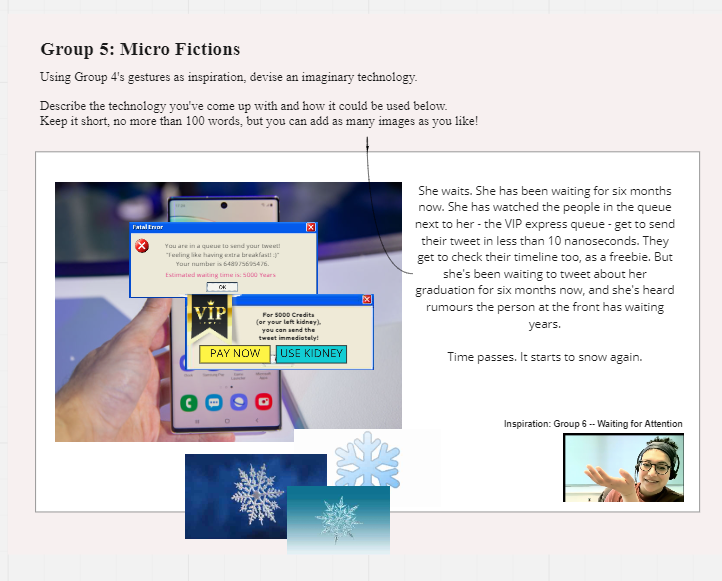 Group 5: Micro Fictions
Using Group 4's gestures as inspiration, devise an imaginary technology.
Describe the technology you've come up with and how it could be used below.
Keep it short, no more than 100 words, but you can add as many images as you like!
Fatal Error
You are in a queue to send your tweet!
"Feeling like having extra breakfast! :)"
Your number is 648975695476.
Estimated waiting time is: 5000 Years
OK
VIP
For 5000 Credits
(or your left kidney),
you can send the
tweet immediately!
PAY NOW
USE KIDNEY
She waits. She has been waiting for six months
now. She has watched the people in the queue
next to her - the VIP express queue - get to send
their tweet in less than 10 nanoseconds. They
get to check their timeline too, as a freebie. But
she's been waiting to tweet about her
graduation for six months now, and she's heard
rumours the person at the front has waiting
years.
Time passes. It starts to snow again.
Inspiration: Group 6 -- Waiting for Attention